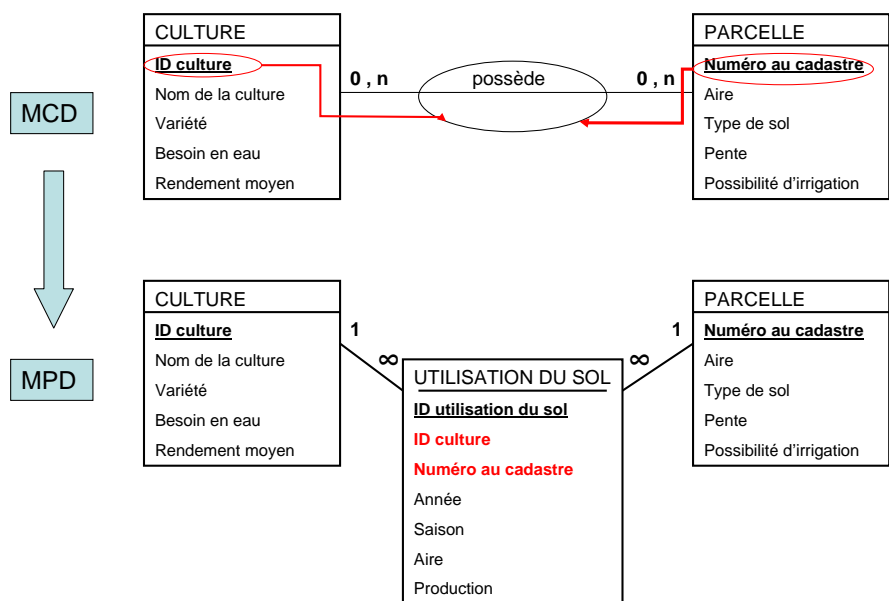 MCD
CULTURE
ID culture
Nom de la culture
Variété
Besoin en eau
Rendement moyen
0 , n
possède
0 , n
PARCELLE
Numéro au cadastre
Aire
Type de sol
Pente
Possibilité d'irrigation
MPD
CULTURE
ID culture
Nom de la culture
Variété
Besoin en eau
Rendement moyen
1
∞
UTILISATION DU SOL
ID utilisation du sol
ID culture
Numéro au cadastre
Année
Saison
Aire
Production
∞
1
PARCELLE
Numéro au cadastre
Aire
Type de sol
Pente
Possibilité d'irrigation